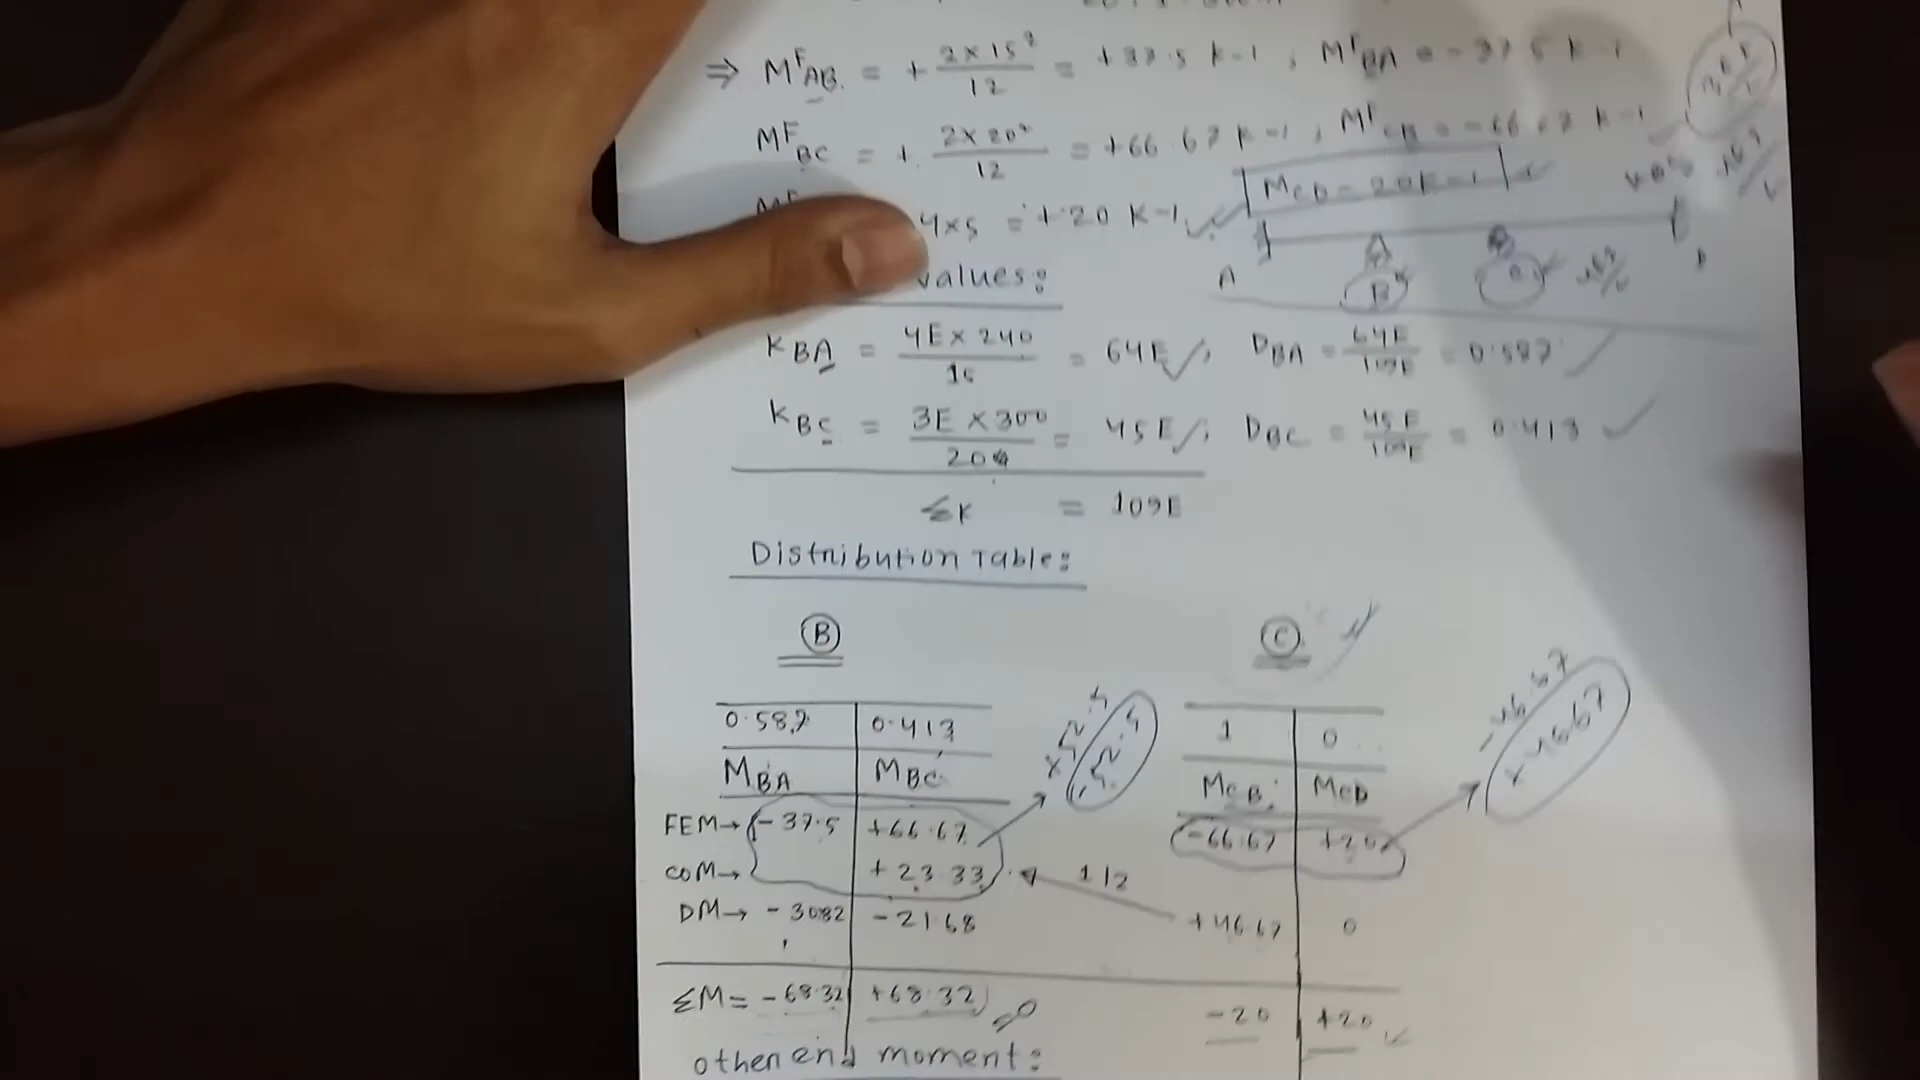 ⇒ MᶠAB. = + 2×15² / 12 = +37.5 k-1 , MᶠBA = -37.5 k-1
MᶠBC = + 2×20² / 12 = +66.67 k-1 , MᶠCB = -66.67 k-1
MCD = 20k-1
4×5 = +20 k-1
A B
values:
KBA = 4E×240 / 15 = 64E ; DBA = 64E / 109E = 0.587
KBC = 3E×300 / 20 = 45E ; DBC = 45E / 109E = 0.413
ΣK = 109E
Distribution Table:
B C
0.587 0.413 1 0
MBA MBC MCB MCD
FEM→ -37.5 +66.67 -66.67 +20
+52.5
-52.5
-46.67
+46.67
COM→ +23.33 1/2
DM→ -30.82 -21.68 +46.67 0
ΣM = -68.32 +68.32 -20 +20
other end moment: